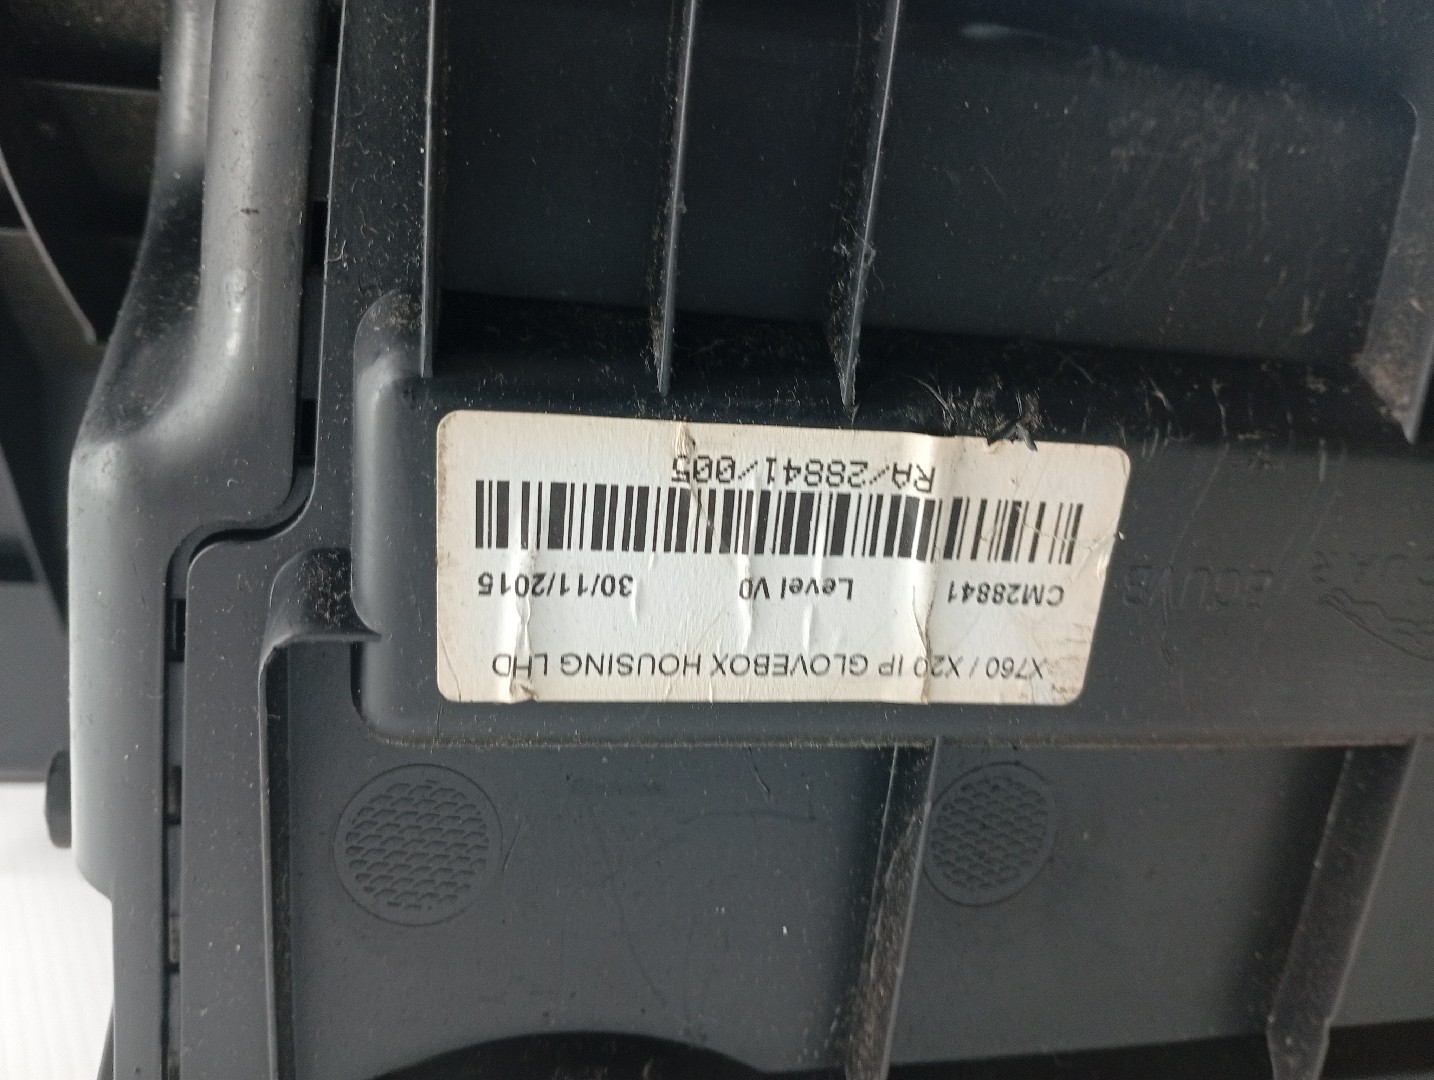 X760 / X20 IP GLOVEBOX HOUSING LHD
CM28841 Level V0 30/11/2015
RA/28841/005